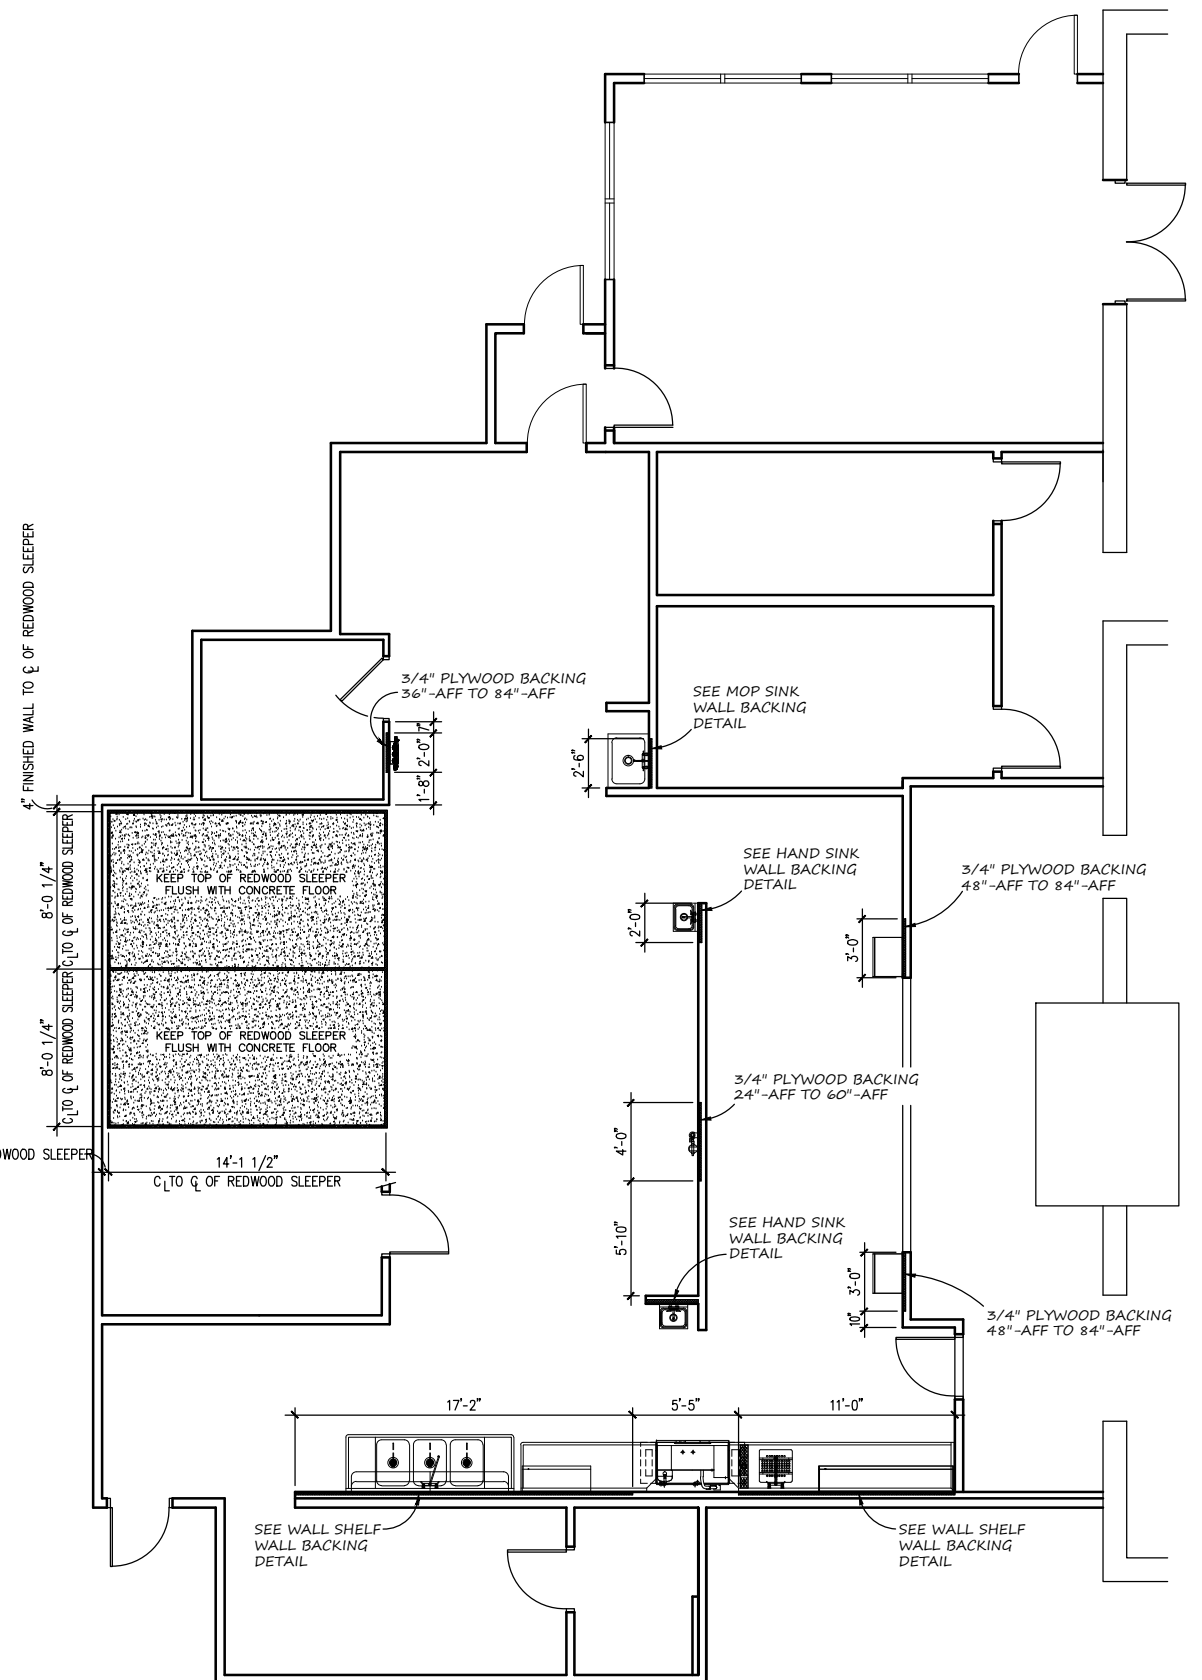 4" FINISHED WALL TO ℄ OF REDWOOD SLEEPER
3/4" PLYWOOD BACKING
36"-AFF TO 84"-AFF
7"
2'-0"
1'-8"
SEE MOP SINK
WALL BACKING
DETAIL
2'-6"
8'-0 1/4"
CL TO ℄ OF REDWOOD SLEEPER
KEEP TOP OF REDWOOD SLEEPER
FLUSH WITH CONCRETE FLOOR
SEE HAND SINK
WALL BACKING
DETAIL
2'-0"
3/4" PLYWOOD BACKING
48"-AFF TO 84"-AFF
3'-0"
8'-0 1/4"
CL TO ℄ OF REDWOOD SLEEPER
KEEP TOP OF REDWOOD SLEEPER
FLUSH WITH CONCRETE FLOOR
3/4" PLYWOOD BACKING
24"-AFF TO 60"-AFF
4'-0"
DWOOD SLEEPER
14'-1 1/2"
CL TO ℄ OF REDWOOD SLEEPER
5'-10"
SEE HAND SINK
WALL BACKING
DETAIL
3'-0"
10"
3/4" PLYWOOD BACKING
48"-AFF TO 84"-AFF
17'-2"
5'-5"
11'-0"
SEE WALL SHELF
WALL BACKING
DETAIL
SEE WALL SHELF
WALL BACKING
DETAIL